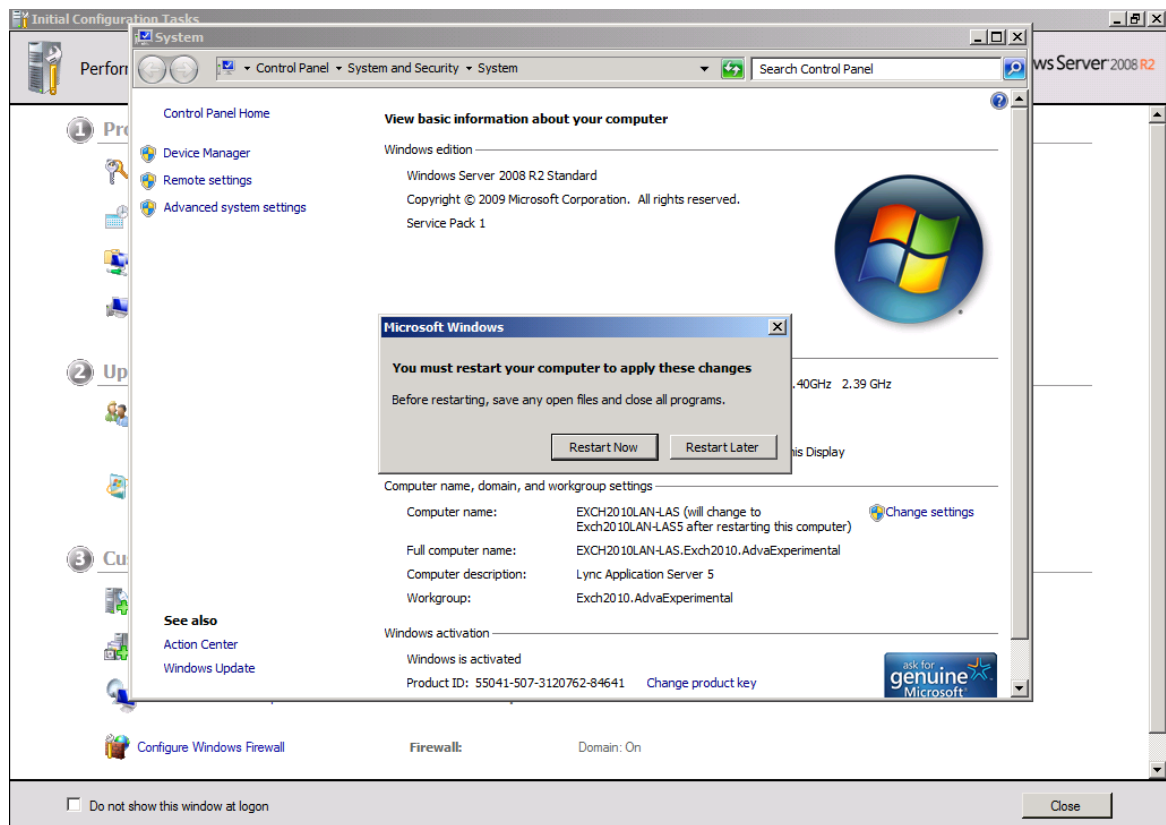 Initial Configuration Tasks
System
Control Panel
System and Security
System
Search Control Panel
Server 2008 R2
Control Panel Home
Device Manager
Remote settings
Advanced system settings
View basic information about your computer
Windows edition
Windows Server 2008 R2 Standard
Copyright © 2009 Microsoft Corporation. All rights reserved.
Service Pack 1
1
2
3
Microsoft Windows
You must restart your computer to apply these changes
Before restarting, save any open files and close all programs.
Restart Now
Restart Later
.40GHz 2.39 GHz
Display
Computer name, domain, and workgroup settings
Computer name:
EXCH2010LAN-LAS (will change to
Exch2010LAN-LAS5 after restarting this computer)
Change settings
Full computer name:
EXCH2010LAN-LAS.Exch2010.AdvaExperimental
Computer description:
Lync Application Server 5
Workgroup:
Exch2010.AdvaExperimental
See also
Action Center
Windows Update
Windows activation
Windows is activated
Product ID: 55041-507-3120762-84641
Change product key
ask for
genuine
Microsoft
Configure Windows Firewall
Firewall:
Domain: On
Do not show this window at logon
Close